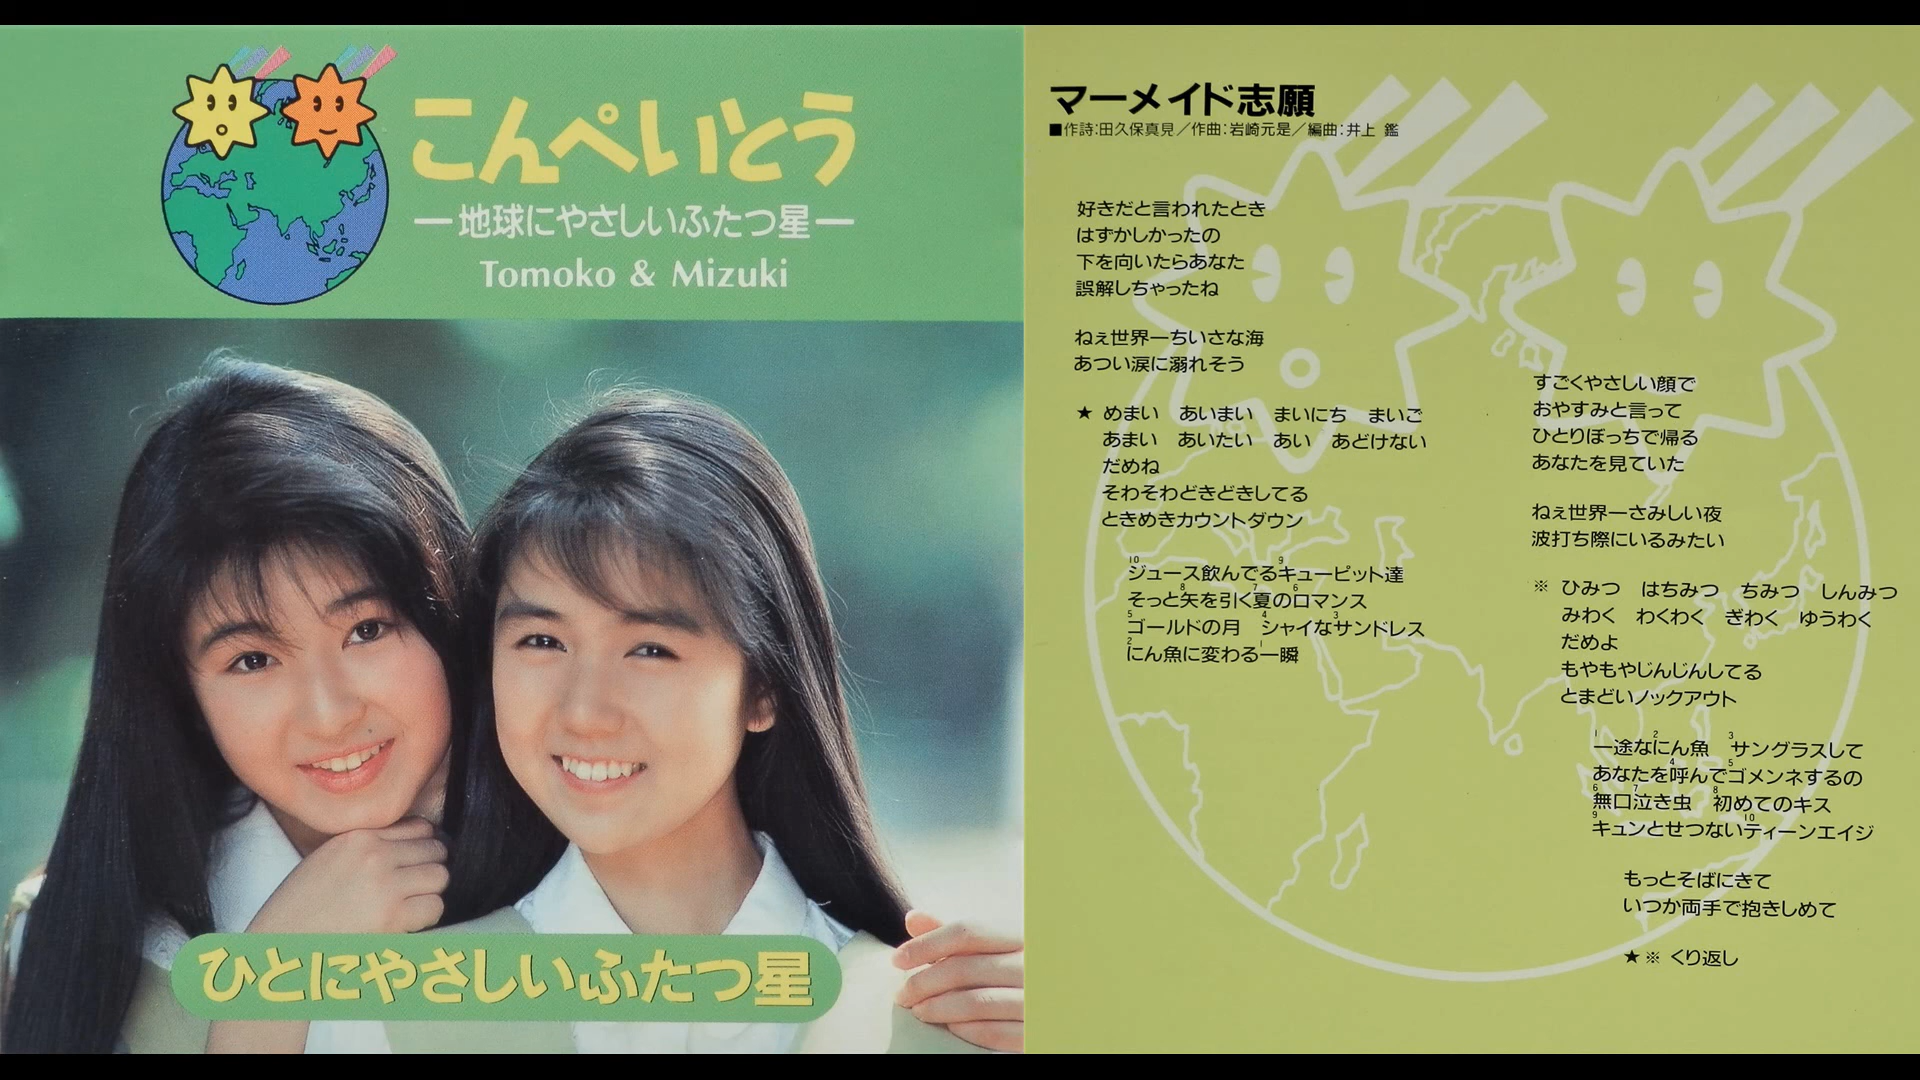 こんぺいとう
—地球にやさしいふたつ星—
Tomoko & Mizuki
ひとにやさしいふたつ星
マーメイド志願
■作詩:田久保真見／作曲:岩崎元是／編曲:井上 鑑
好きだと言われたとき
はずかしかったの
下を向いたらあなた
誤解しちゃったね
ねぇ世界一ちいさな海
あつい涙に溺れそう
★ めまい あいまい まいにち まいご
あまい あいたい あい あどけない
だめね
そわそわどきどきしてる
ときめきカウントダウン
10 9
ジュース飲んでるキューピット達
8 7 6
そっと矢を引く夏のロマンス
5 4 3
ゴールドの月 シャイなサンドレス
2 1
にん魚に変わる一瞬
すごくやさしい顔で
おやすみと言って
ひとりぼっちで帰る
あなたを見ていた
ねぇ世界一さみしい夜
波打ち際にいるみたい
※ ひみつ はちみつ ちみつ しんみつ
みわく わくわく ぎわく ゆうわく
だめよ
もやもやじんじんしてる
とまどいノックアウト
1 2 3
一途なにん魚 サングラスして
4 5
あなたを呼んでゴメンネするの
6 7 8
無口泣き虫 初めてのキス
9 10
キュンとせつないティーンエイジ
もっとそばにきて
いつか両手で抱きしめて
★※ くり返し